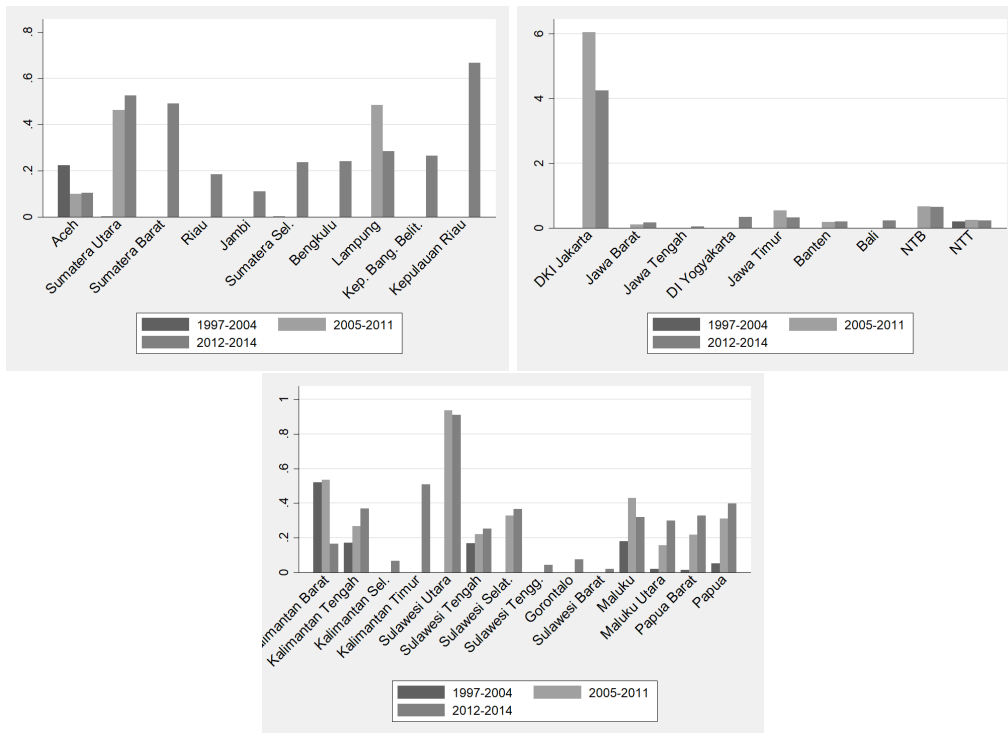 .8
.6
.4
.2
0
Aceh
Sumatera Utara
Sumatera Barat
Riau
Jambi
Sumatera Sel.
Bengkulu
Lampung
Kep. Bang. Belit.
Kepulauan Riau
1997-2004
2005-2011
2012-2014
6
4
2
0
DKI Jakarta
Jawa Barat
Jawa Tengah
DI Yogyakarta
Jawa Timur
Banten
Bali
NTB
NTT
1997-2004
2005-2011
2012-2014
1
.8
.6
.4
.2
0
alimantan Barat
Kalimantan Tengah
Kalimantan Sel.
Kalimantan Timur
Sulawesi Utara
Sulawesi Tengah
Sulawesi Selat.
Sulawesi Tengg.
Gorontalo
Sulawesi Barat
Maluku
Maluku Utara
Papua Barat
Papua
1997-2004
2005-2011
2012-2014